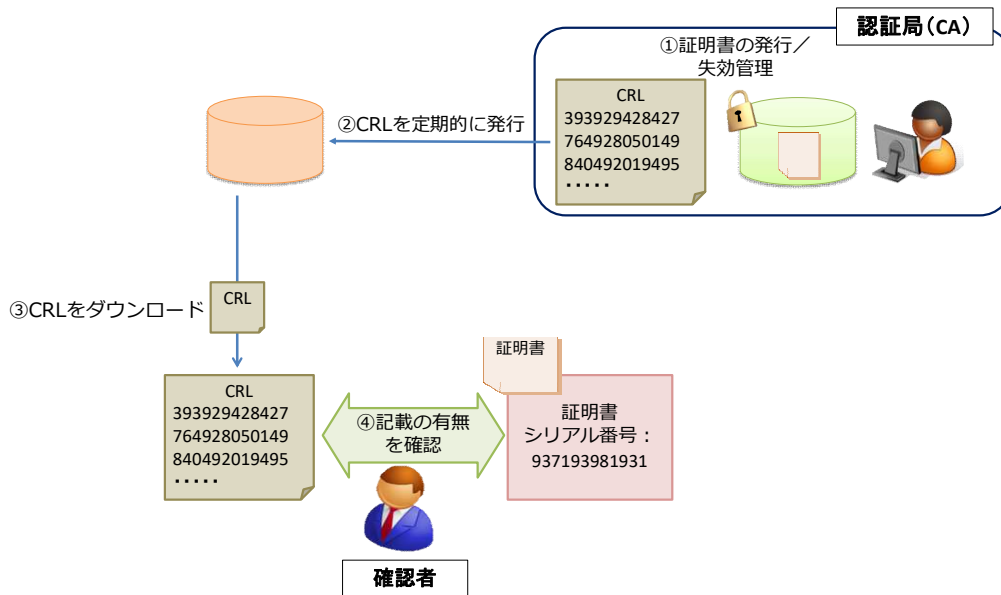 認証局(CA)
①証明書の発行／
失効管理
CRL
393929428427
764928050149
840492019495
・・・・・
②CRLを定期的に発行
③CRLをダウンロード
CRL
CRL
393929428427
764928050149
840492019495
・・・・・
④記載の有無
を確認
証明書
証明書
シリアル番号：
937193981931
確認者